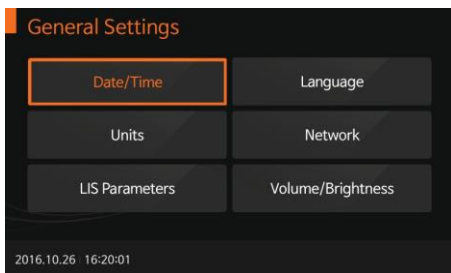 General Settings
Date/Time
Language
Units
Network
LIS Parameters
Volume/Brightness
2016.10.26 16:20:01